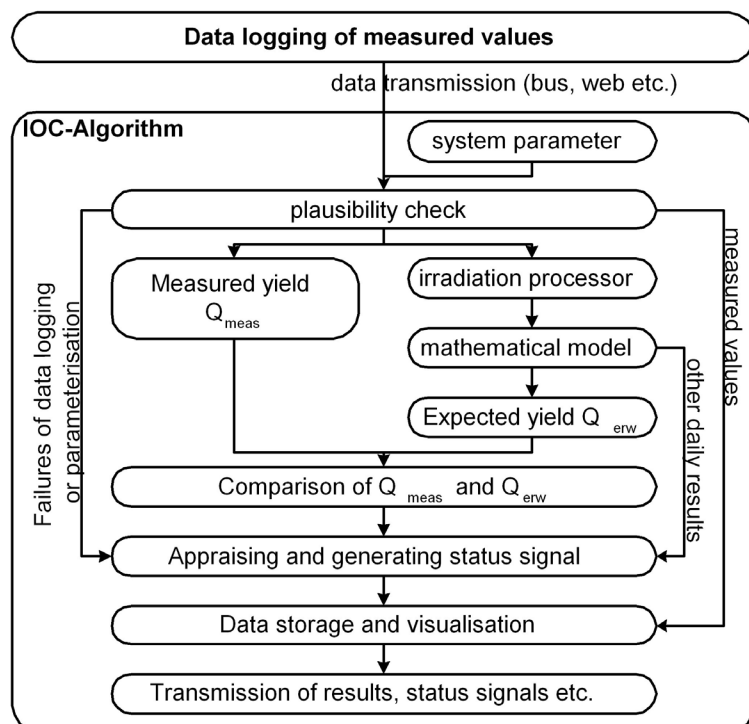 Data logging of measured values
data transmission (bus, web etc.)
IOC-Algorithm
system parameter
plausibility check
Measured yield
Q meas
irradiation processor
mathematical model
Expected yield Q erw
Comparison of Q meas and Q erw
Appraising and generating status signal
Data storage and visualisation
Transmission of results, status signals etc.
Failures of data logging
or parameterisation
other daily results
measured values